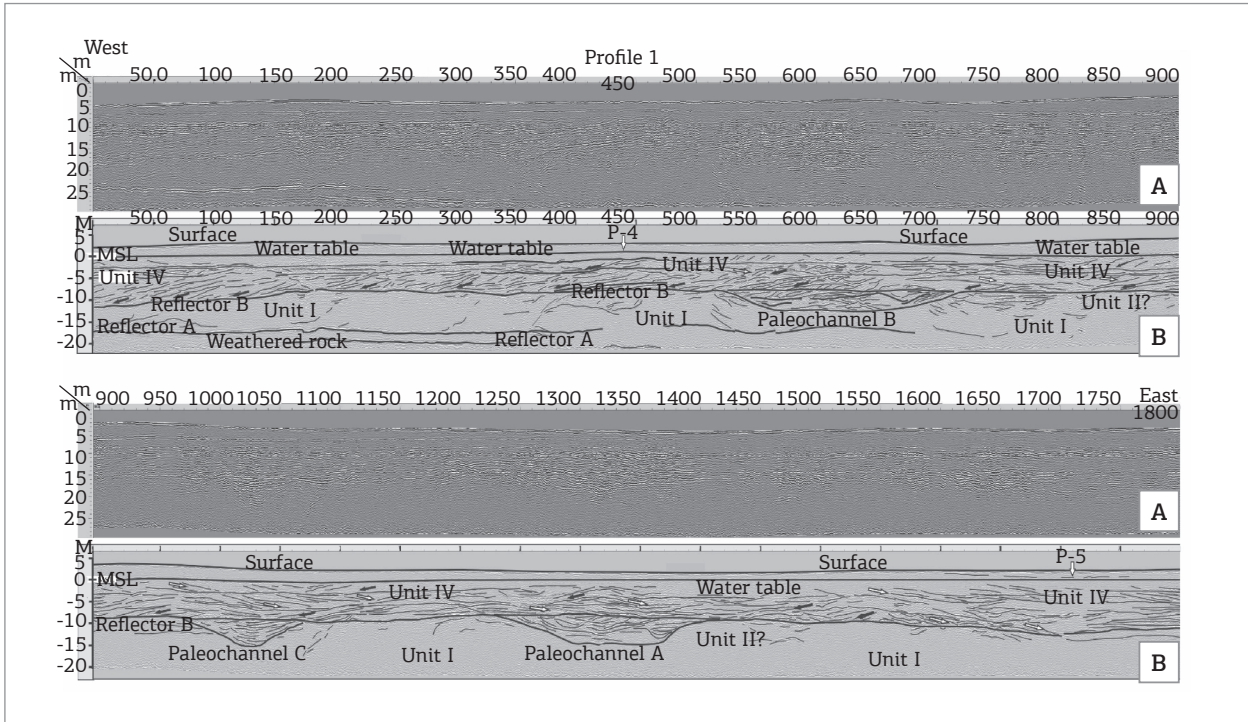 West
Profile 1
m
m 50,0 100 150 200 250 300 350 400 450 500 550 600 650 700 750 800 850 900
0
5
10
15
20
25
A
M 50,0 100 150 200 250 300 350 400 450 500 550 600 650 700 750 800 850 900
5 Surface P-4 Surface
0 MSL Water table Water table Water table
-5 Unit IV Unit IV Unit IV
-10 Reflector B Unit I Reflector B Unit II?
-15 Reflector A Unit I Paleochannel B Unit I
-20 Weathered rock Reflector A
B
m
m 900 950 1000 1050 1100 1150 1200 1250 1300 1350 1400 1450 1500 1550 1600 1650 1700 1750 East
1800
0
5
10
15
20
25
A
M
5 Surface Surface P-5
0 MSL Unit IV Water table
-5 Unit IV
-10 Reflector B
-15 Paleochannel C Unit I Paleochannel A Unit II?
-20 Unit I
B